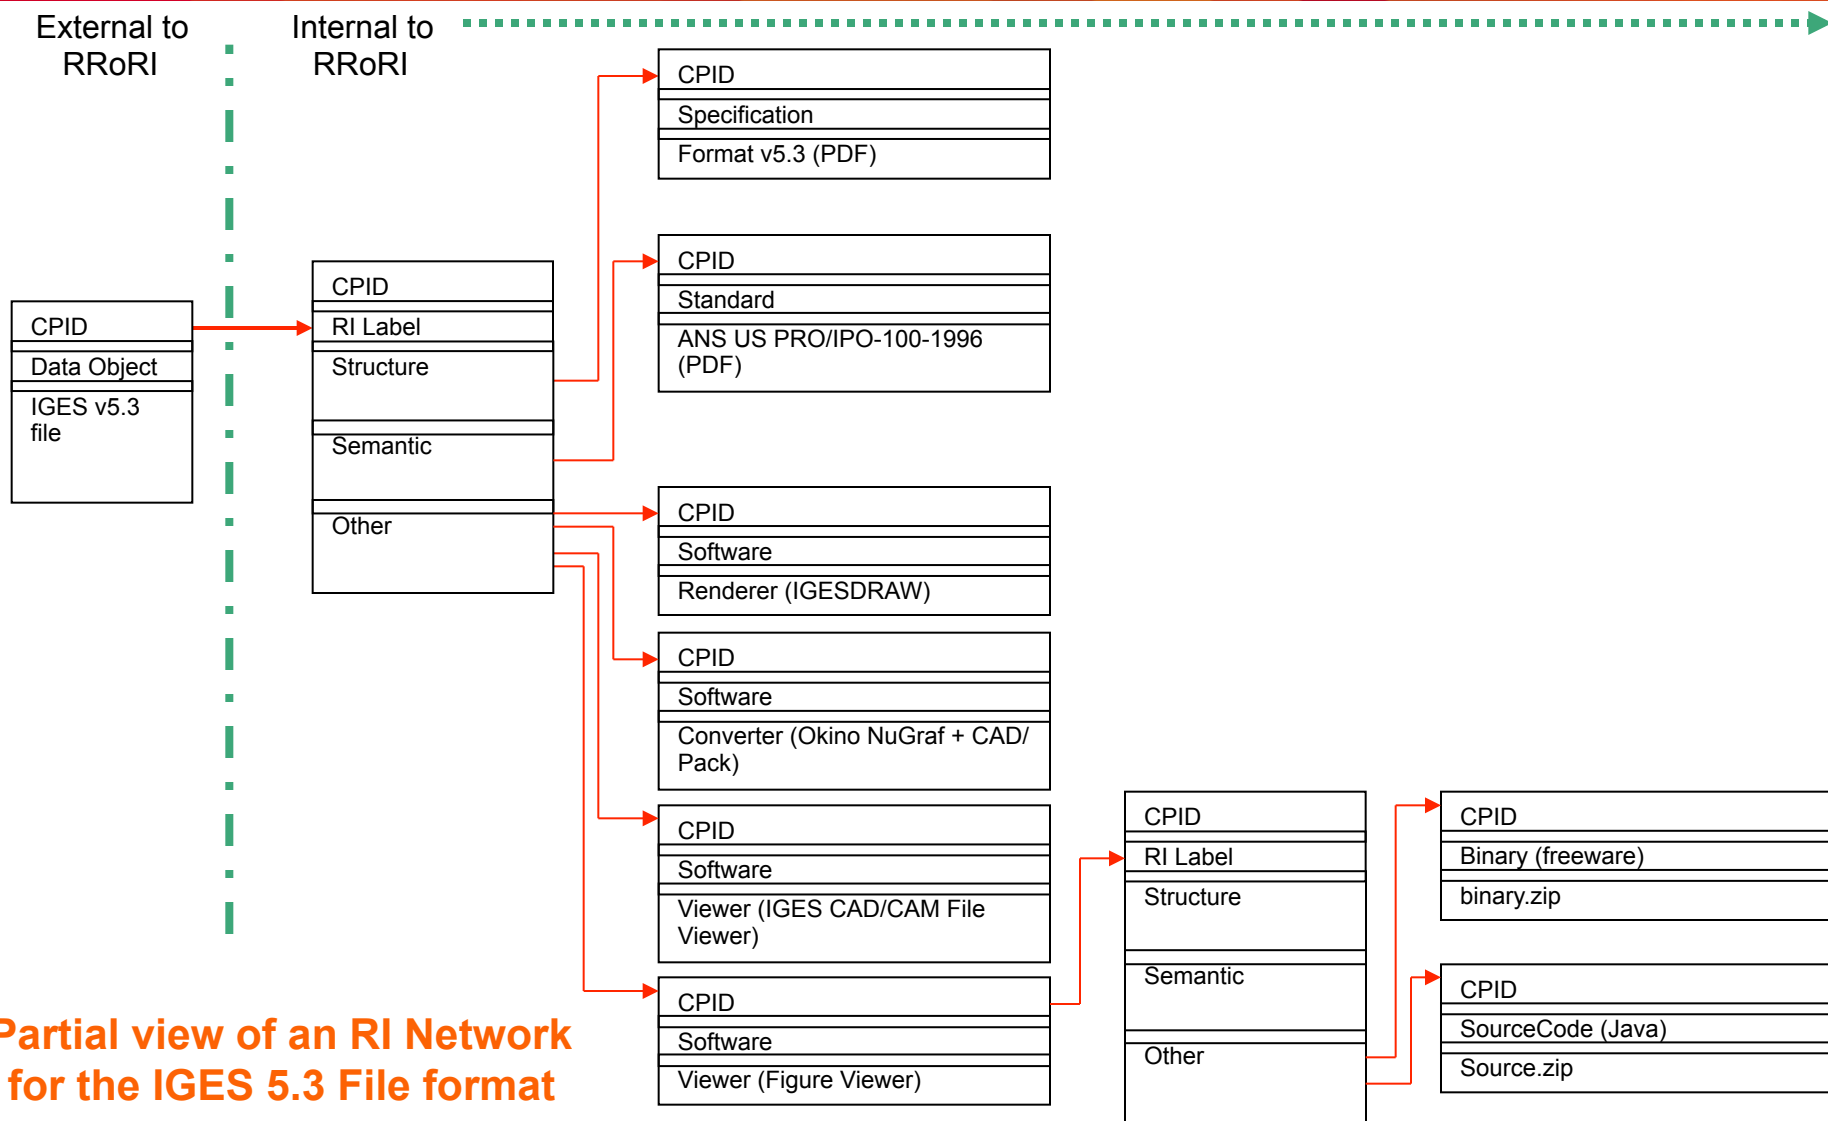 External to
RRoRI
Internal to
RRoRI
CPID
Specification
Format v5.3 (PDF)
CPID
Standard
ANS US PRO/IPO-100-1996
(PDF)
CPID
Data Object
IGES v5.3
file
CPID
RI Label
Structure
Semantic
Other
CPID
Software
Renderer (IGESDRAW)
CPID
Software
Converter (Okino NuGraf + CAD/
Pack)
CPID
Software
Viewer (IGES CAD/CAM File
Viewer)
CPID
Software
Viewer (Figure Viewer)
CPID
RI Label
Structure
Semantic
Other
CPID
Binary (freeware)
binary.zip
CPID
SourceCode (Java)
Source.zip
Partial view of an RI Network
for the IGES 5.3 File format